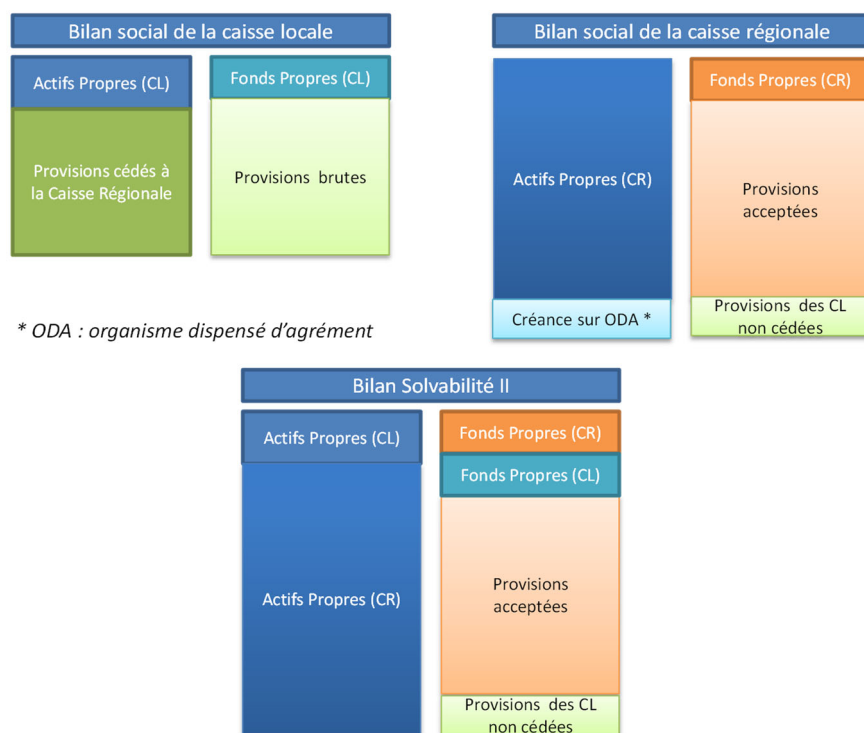 Bilan social de la caisse locale
Actifs Propres (CL)
Fonds Propres (CL)
Provisions cédés à
la Caisse Régionale
Provisions brutes
Bilan social de la caisse régionale
Actifs Propres (CR)
Fonds Propres (CR)
Provisions
acceptées
Créance sur ODA *
Provisions des CL
non cédées
* ODA : organisme dispensé d'agrément
Bilan Solvabilité II
Actifs Propres (CL)
Fonds Propres (CR)
Fonds Propres (CL)
Actifs Propres (CR)
Provisions
acceptées
Provisions des CL
non cédées